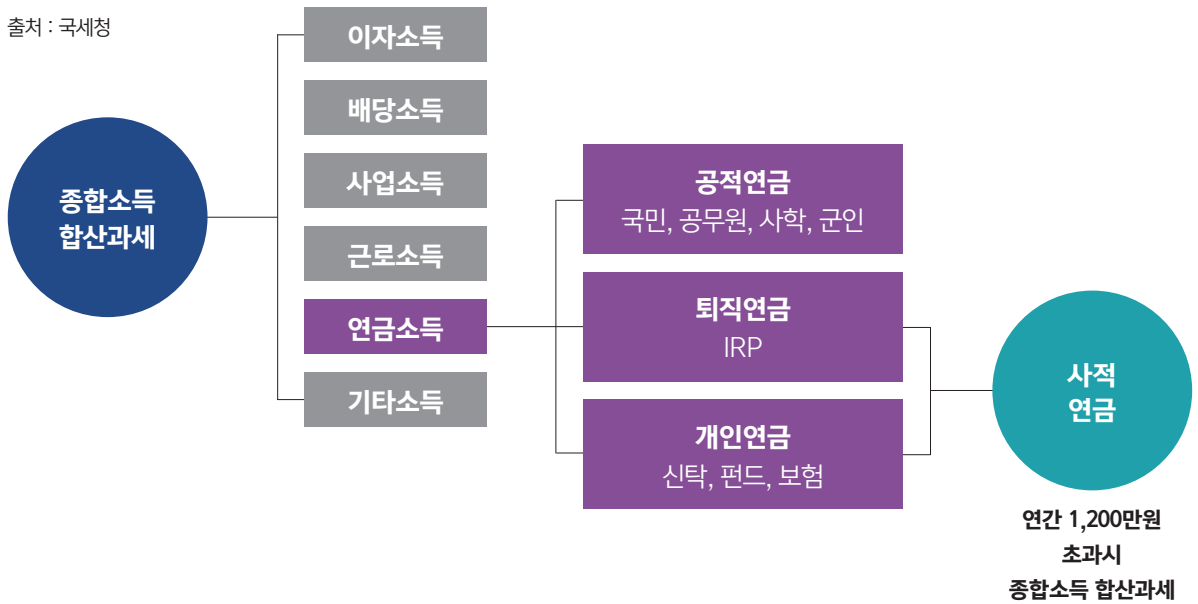 출처 : 국세청
종합소득
합산과세
이자소득
배당소득
사업소득
근로소득
연금소득
기타소득
공적연금
국민, 공무원, 사학, 군인
퇴직연금
IRP
개인연금
신탁, 펀드, 보험
사적
연금
연간 1,200만원
초과시
종합소득 합산과세